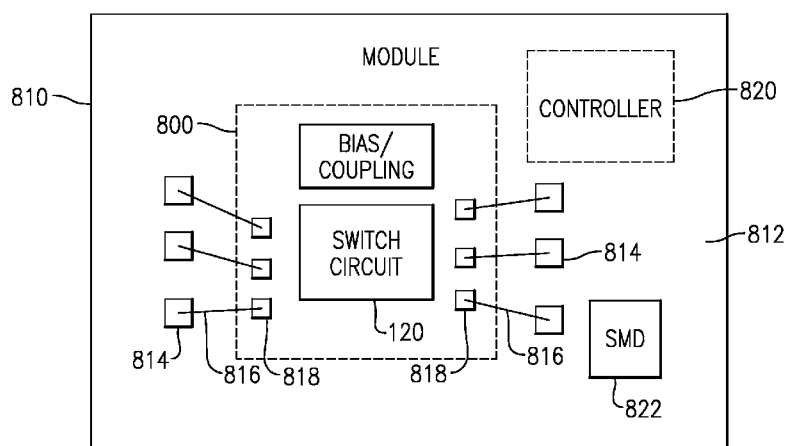 MODULE
810
CONTROLLER
820
800
BIAS/
COUPLING
812
SWITCH
CIRCUIT
814
120
SMD
814
816
818
818
816
822